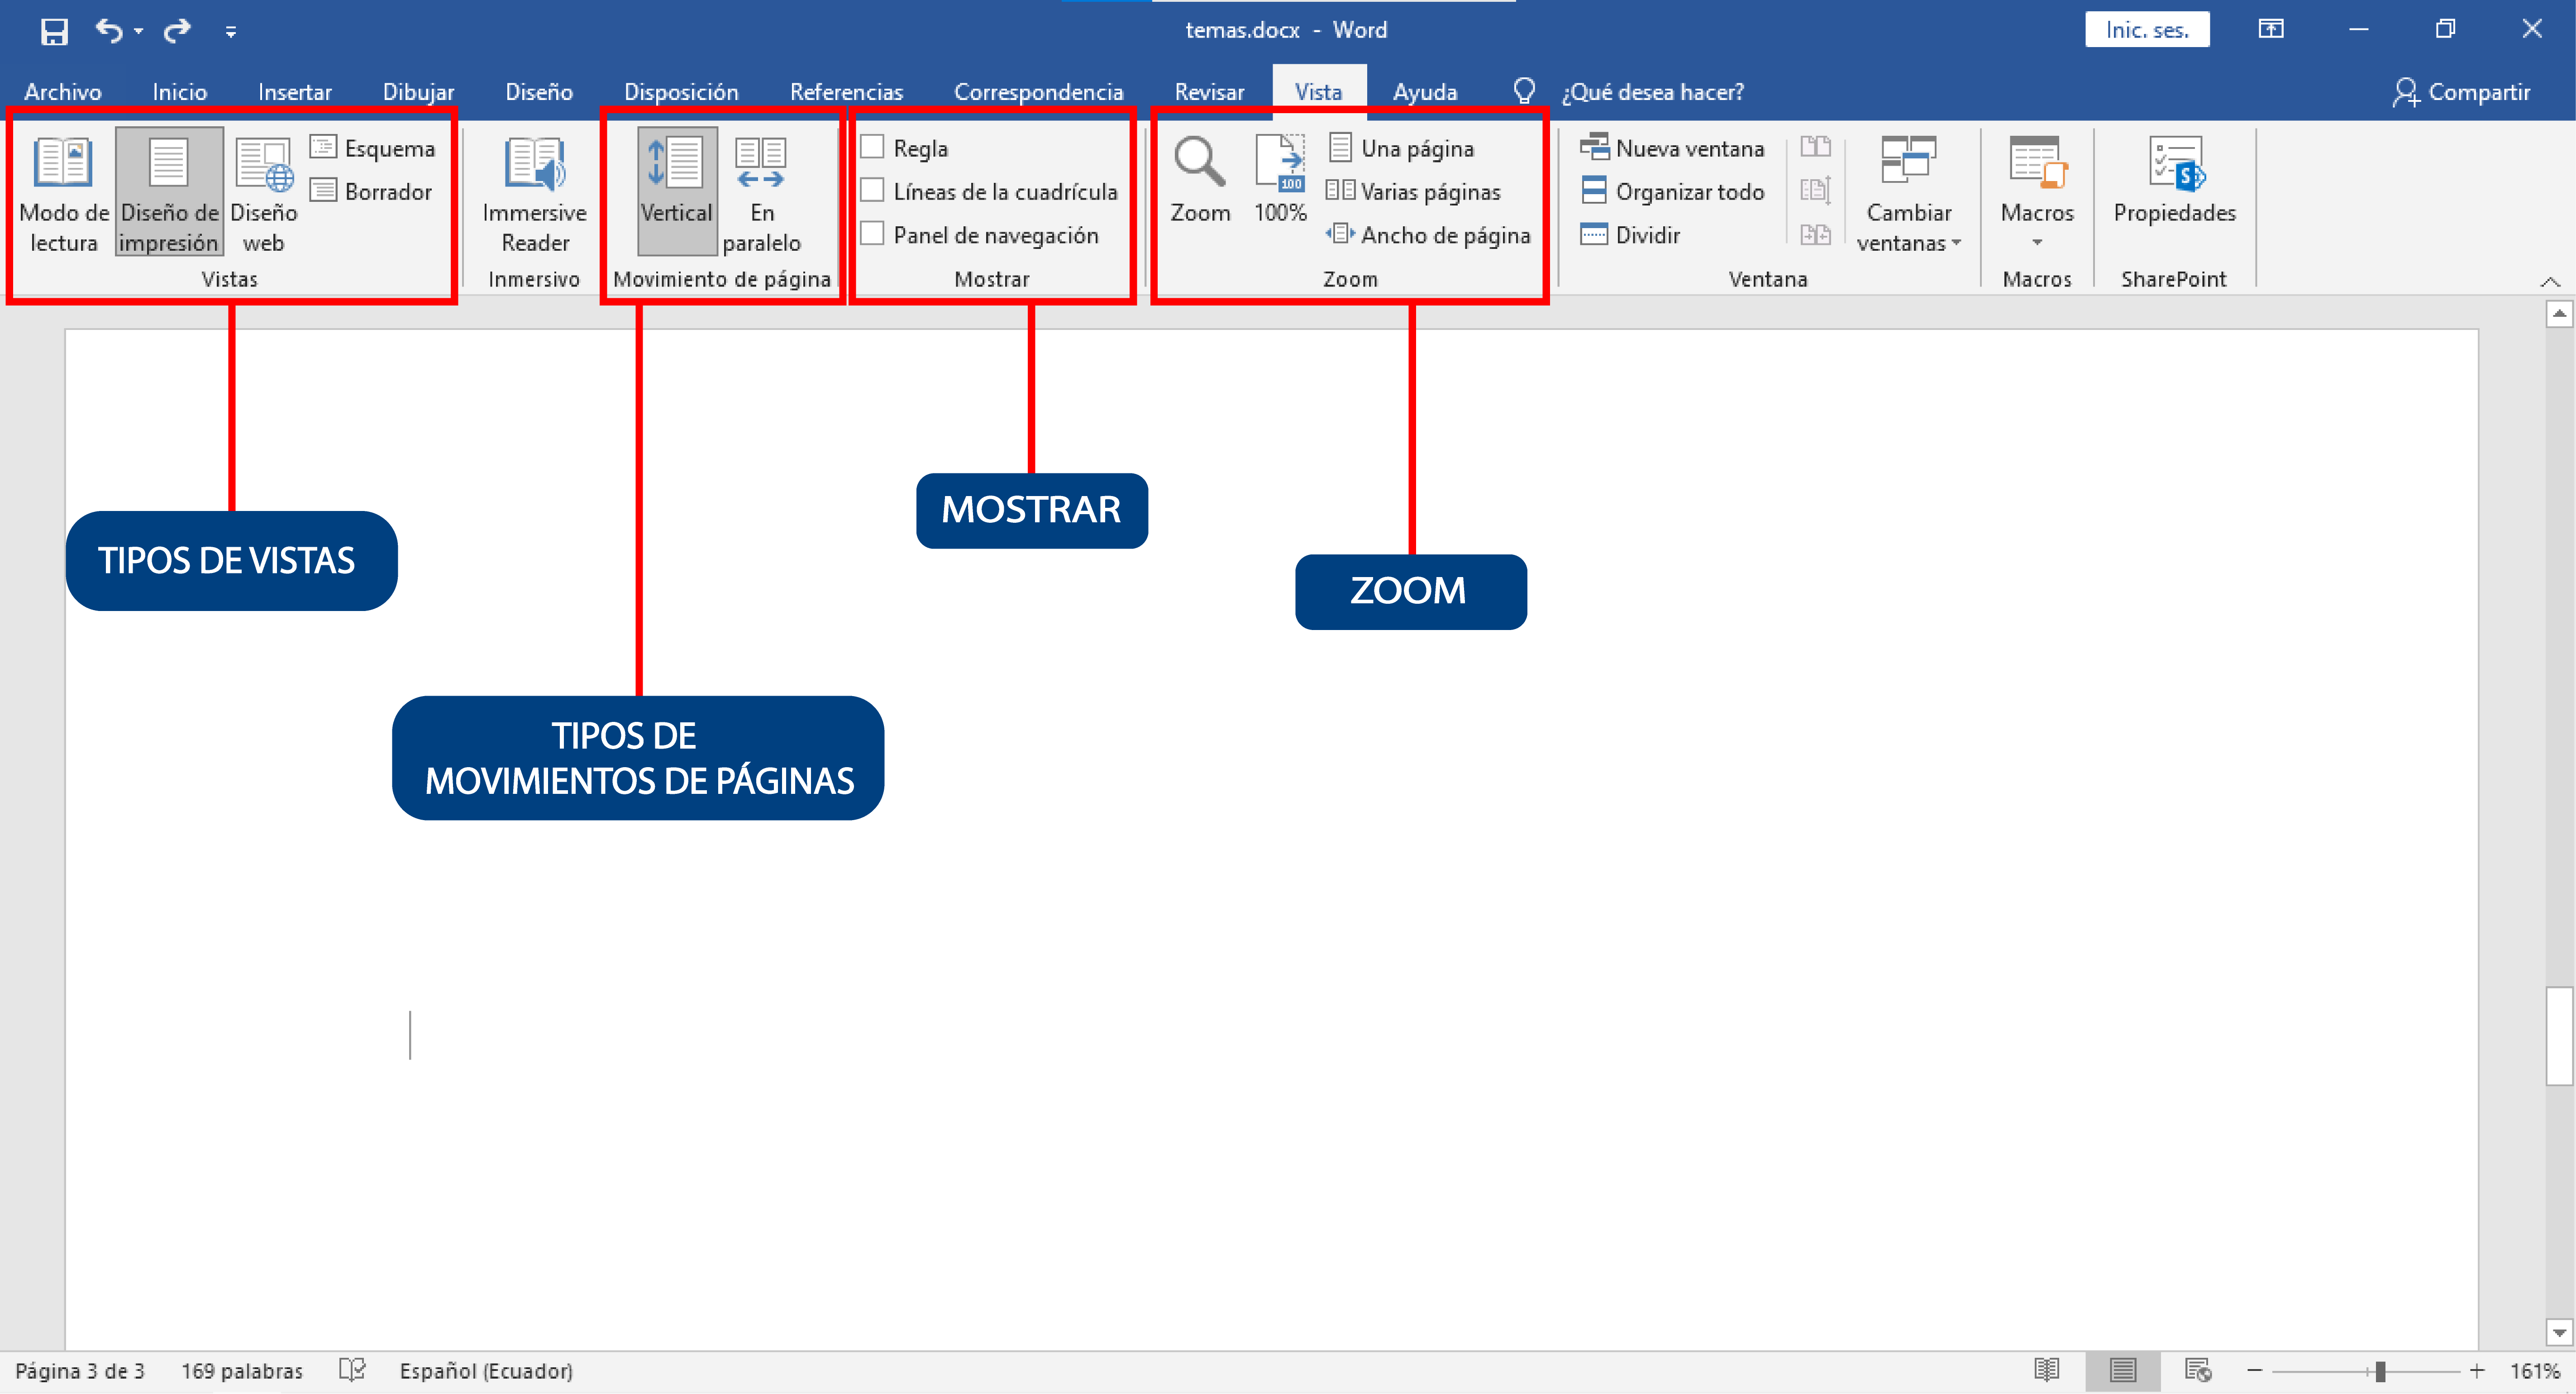 temas.docx - Word
Inic. ses.
Archivo Inicio Insertar Dibujar Diseño Disposición Referencias Correspondencia Revisar Vista Ayuda ¿Qué desea hacer? Compartir
Modo de lectura
Diseño de impresión
Diseño web
Esquema
Borrador
Vistas
Immersive Reader
Inmersivo
Vertical
En paralelo
Movimiento de página
Regla
Líneas de la cuadrícula
Panel de navegación
Mostrar
Zoom
100
100%
Una página
Varias páginas
Ancho de página
Zoom
Nueva ventana
Organizar todo
Dividir
Cambiar ventanas
Ventana
Macros
Macros
S
Propiedades
SharePoint
MOSTRAR
TIPOS DE VISTAS
ZOOM
TIPOS DE
MOVIMIENTOS DE PÁGINAS
Página 3 de 3 169 palabras Español (Ecuador) 161%